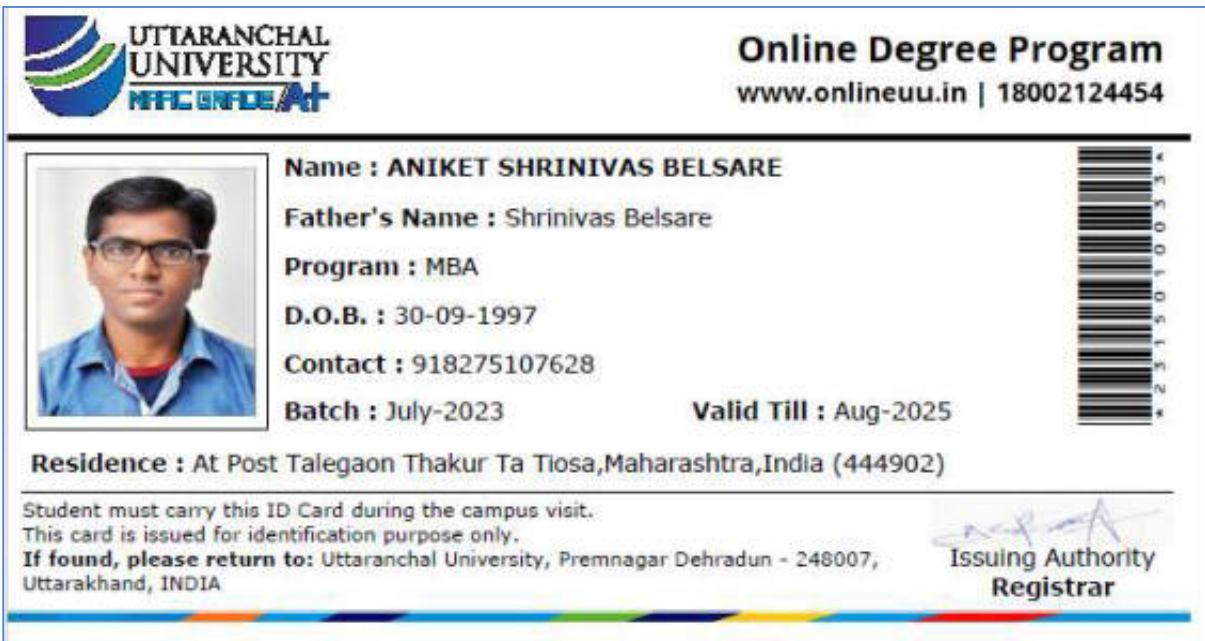 UTTARANCHAL
UNIVERSITY
NAAC GRADE A+
Online Degree Program
www.onlineuu.in | 18002124454
Name : ANIKET SHRINIVAS BELSARE
Father's Name : Shrinivas Belsare
Program : MBA
D.O.B. : 30-09-1997
Contact : 918275107628
Batch : July-2023 Valid Till : Aug-2025
Residence : At Post Talegaon Thakur Ta Tiosa,Maharashtra,India (444902)
Student must carry this ID Card during the campus visit.
This card is issued for identification purpose only.
If found, please return to: Uttaranchal University, Premnagar Dehradun - 248007,
Uttarakhand, INDIA
Issuing Authority
Registrar